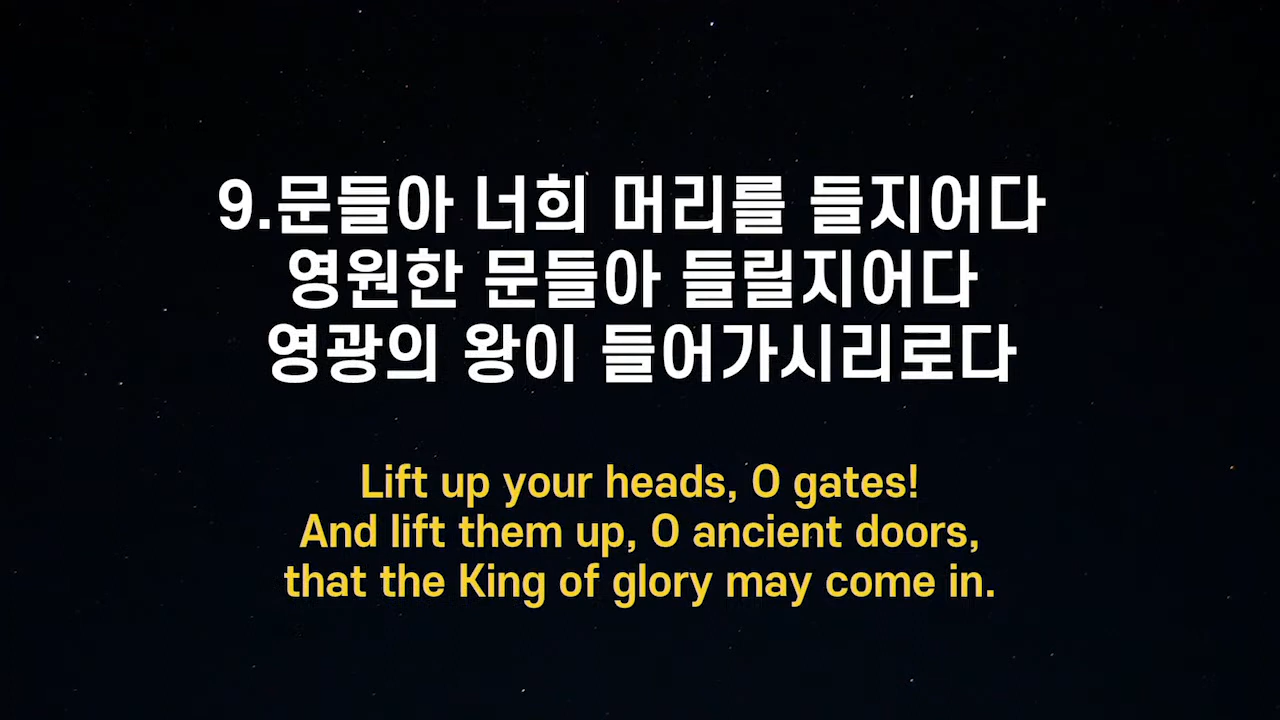 9.문들아 너희 머리를 들지어다
영원한 문들아 들릴지어다
영광의 왕이 들어가시리로다
Lift up your heads, O gates!
And lift them up, O ancient doors,
that the King of glory may come in.